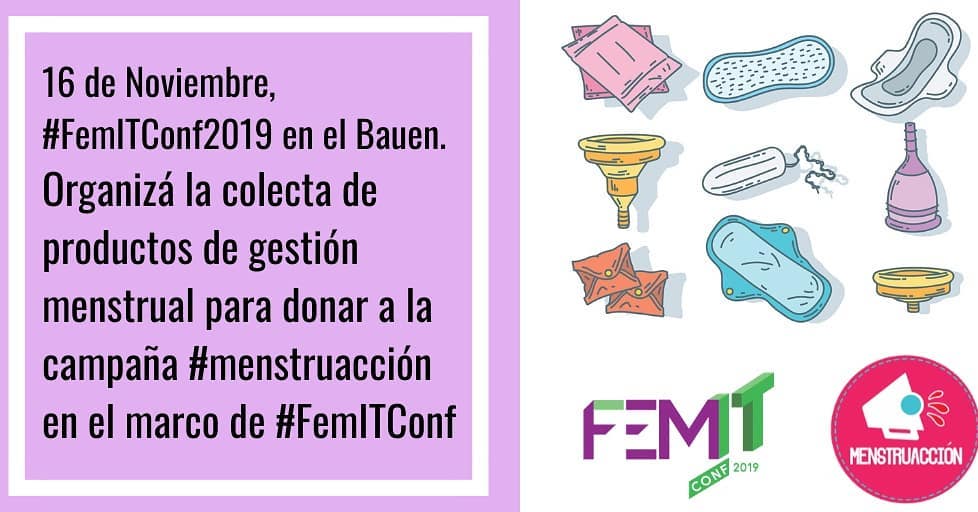 16 de Noviembre,
#FemITConf2019 en el Bauen.
Organizá la colecta de
productos de gestión
menstrual para donar a la
campaña #menstruacción
en el marco de #FemITConf
FEMIT
CONF 2019
MENSTRUACCIÓN